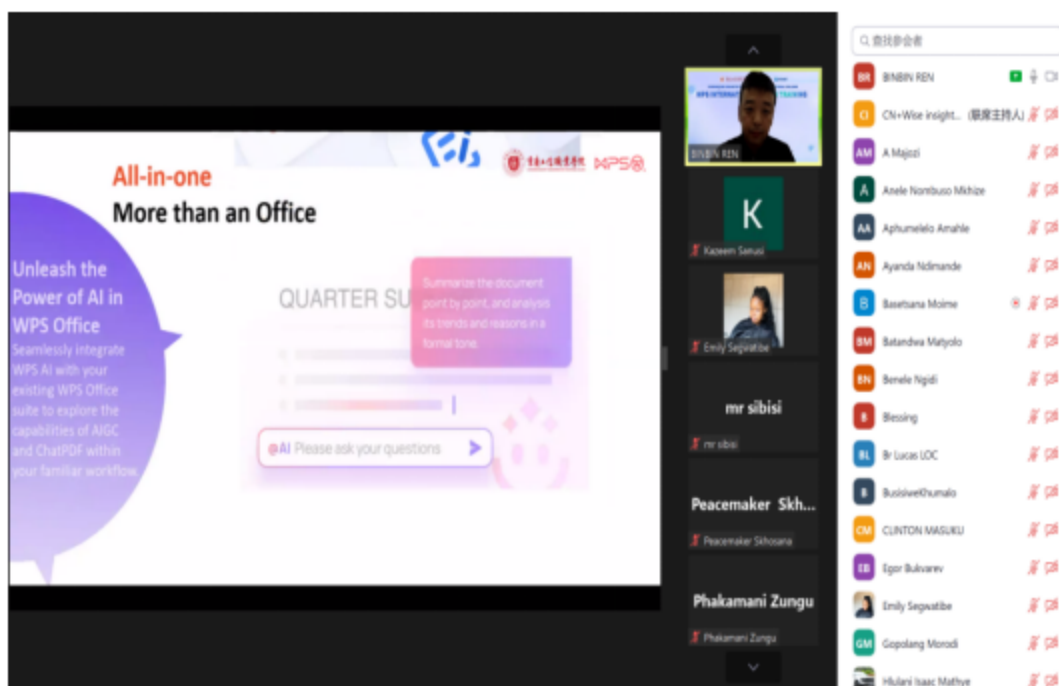 All-in-one
More than an Office
WPS
Unleash the
Power of AI in
WPS Office
Seamlessly integrate
WPS AI with your
existing WPS Office
suite to explore the
capabilities of AIGC
and ChatPDF within
your familiar workflow.
QUARTER SU
Summarize the document
point by point, and analysis
its trends and reasons in a
formar tone.
@AI Please ask your questions
BINBIN REN
K
Kazeem Sanusi
Emily Segwatibe
mr sibisi
mr sibisi
Peacemaker Skh...
Peacemaker Skhosana
Phakamani Zungu
Phakamani Zungu
查找参会者
BR BINBIN REN
CI CN+Wise insight... (联席主持人)
AM A Majozi
A Anele Nombuso Mkhize
AA Aphumelelo Amahle
AN Ayanda Ndimande
B Basetsana Moime
BM Batandwa Matyolo
BN Benele Ngidi
B Blessing
BL Br Lucas LOC
B BusisiweKhumalo
CM CLINTON MASUKU
EB Egor Bukvarev
Emily Segwatibe
GM Gopolang Morodi
Hlulani Isaac Mathye